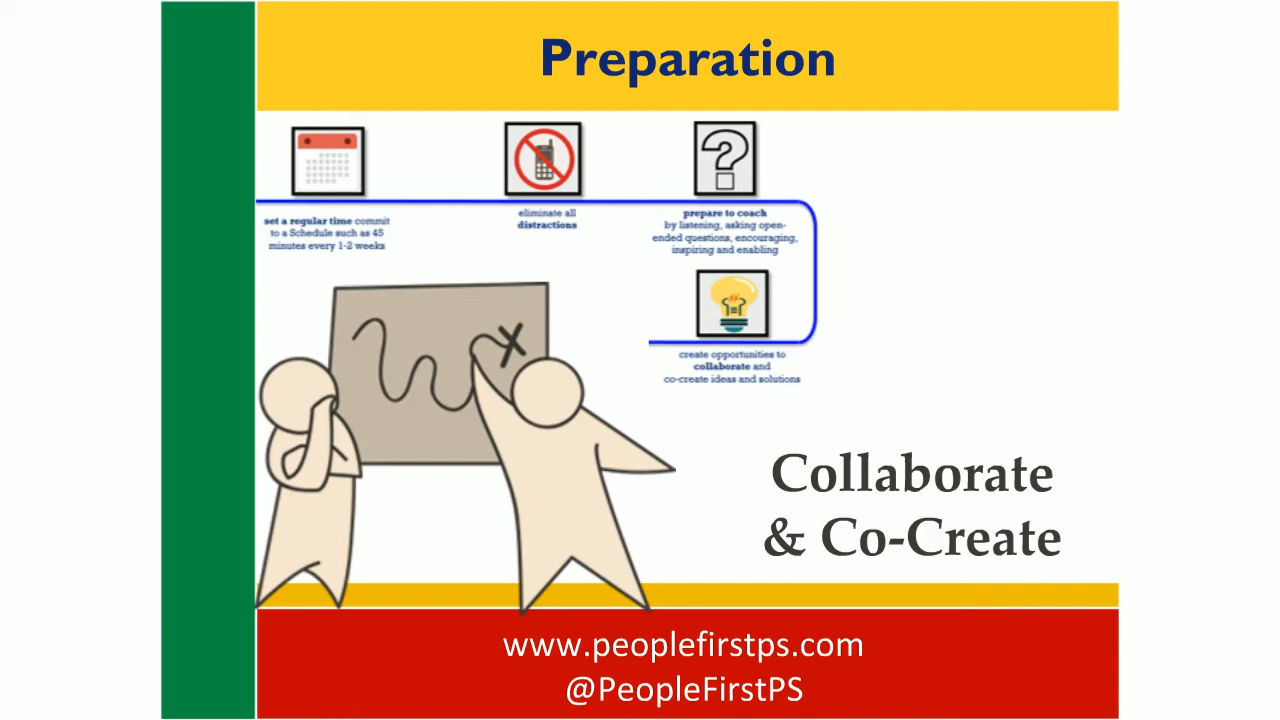 Preparation
set a regular time commit
to a Schedule such as 45
minutes every 1-2 weeks
eliminate all
distractions
prepare to coach
by listening, asking open-
ended questions, encouraging,
inspiring and enabling
create opportunities to
collaborate and
co-create ideas and solutions
Collaborate
& Co-Create
www.peoplefirstps.com
@PeopleFirstPS